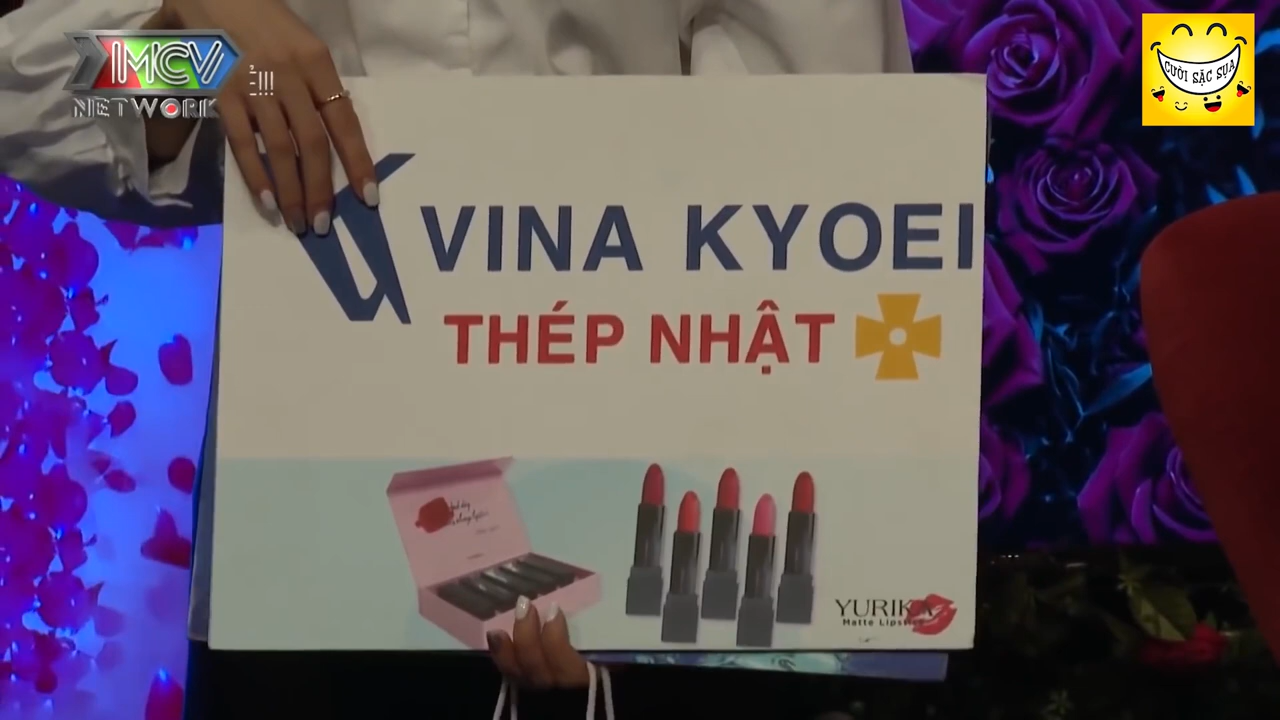 MCV
NETWORK
CƯỜI SẶC SỤA
VINA KYOEI
THÉP NHẬT
YURIKA
Matte Lipstick